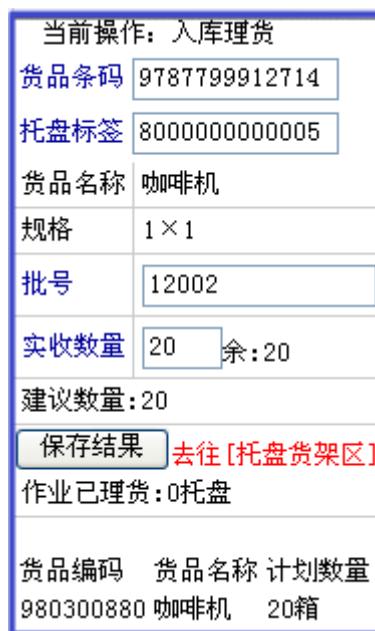 当前操作: 入库理货
货品条码 9787799912714
托盘标签 8000000000005
货品名称 咖啡机
规格 1×1
批号 12002
实收数量 20 余:20
建议数量:20
保存结果 去往[托盘货架区]
作业已理货:0托盘
货品编码 货品名称 计划数量
980300880 咖啡机 20箱